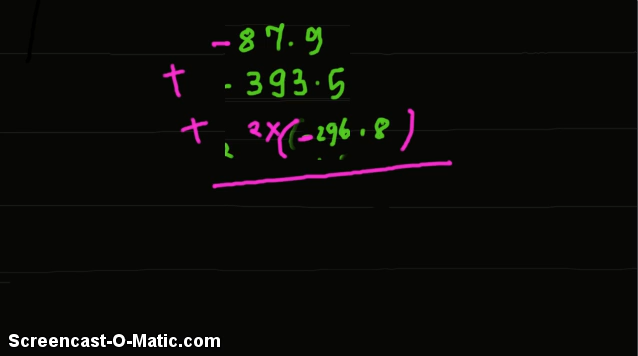 -87.9
+ -393.5
+ 2×(-296.8)
Screencast-O-Matic.com